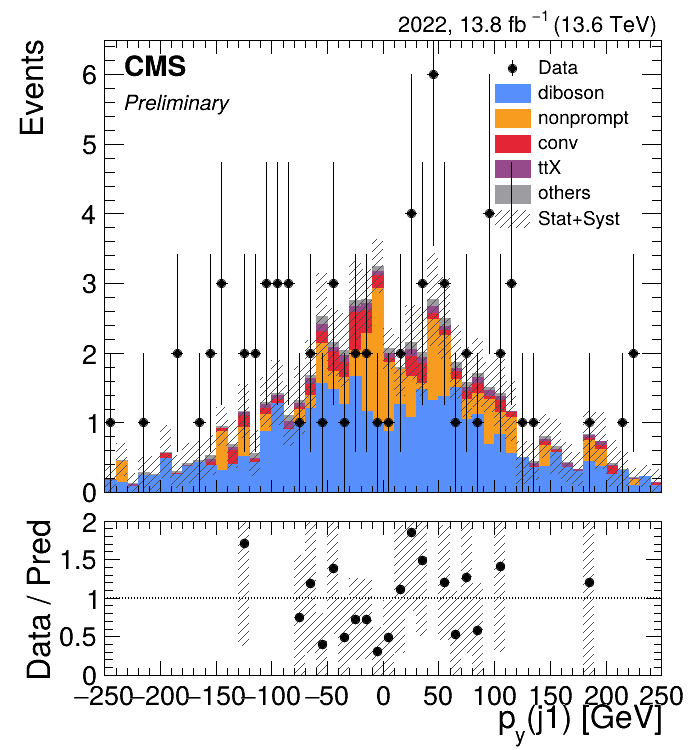 2022, 13.8 fb⁻¹ (13.6 TeV)
CMS
Preliminary
Events
Data
diboson
nonprompt
conv
ttX
others
Stat+Syst
6
5
4
3
2
1
0
Data / Pred
2
1.5
1
0.5
0
−250 −200 −150 −100 −50 0 50 100 150 200 250
p_y(j1) [GeV]